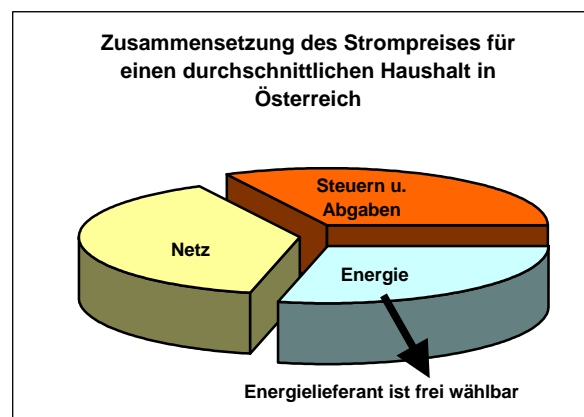 Zusammensetzung des Strompreises für
einen durchschnittlichen Haushalt in
Österreich
Steuern u.
Abgaben
Netz
Energie
Energielieferant ist frei wählbar